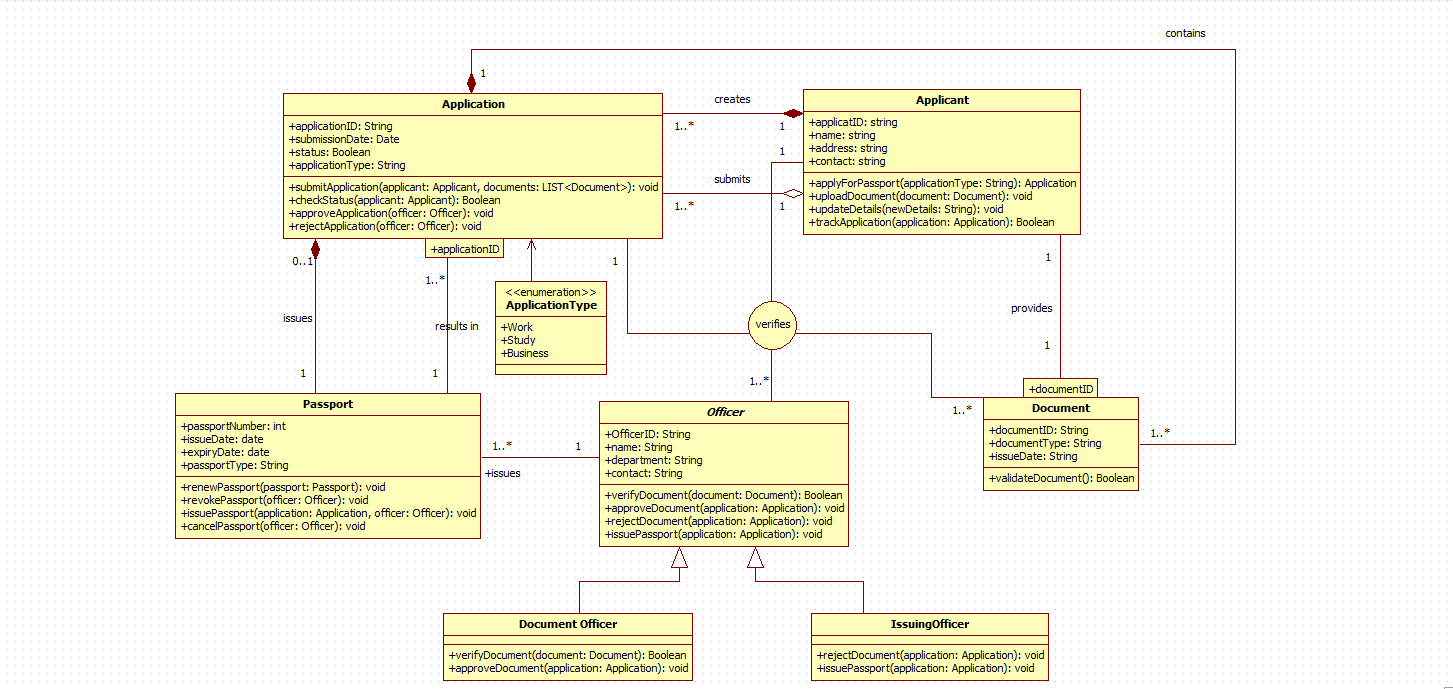 contains
1
Application
+applicationID: String
+submissionDate: Date
+status: Boolean
+applicationType: String
+submitApplication(applicant: Applicant, documents: LIST<Document>): void
+checkStatus(applicant: Applicant): Boolean
+approveApplication(officer: Officer): void
+rejectApplication(officer: Officer): void
+applicationID
creates
1..*
1
1
submits
1..*
1
Applicant
+applicatID: string
+name: string
+address: string
+contact: string
+applyForPassport(applicationType: String): Application
+uploadDocument(document: Document): void
+updateDetails(newDetails: String): void
+trackApplication(application: Application): Boolean
0..1
issues
1
1..*
results in
1
<<enumeration>>
ApplicationType
+Work
+Study
+Business
1
verifies
1..*
1
provides
1
+documentID
Document
+documentID: String
+documentType: String
+issueDate: String
+validateDocument(): Boolean
1..*
1..*
Passport
+passportNumber: int
+issueDate: date
+expiryDate: date
+passportType: String
+renewPassport(passport: Passport): void
+revokePassport(officer: Officer): void
+issuePassport(application: Application, officer: Officer): void
+cancelPassport(officer: Officer): void
1..*
1
+issues
Officer
+OfficerID: String
+name: String
+department: String
+contact: String
+verifyDocument(document: Document): Boolean
+approveDocument(application: Application): void
+rejectDocument(application: Application): void
+issuePassport(application: Application): void
Document Officer
+verifyDocument(document: Document): Boolean
+approveDocument(application: Application): void
IssuingOfficer
+rejectDocument(application: Application): void
+issuePassport(application: Application): void